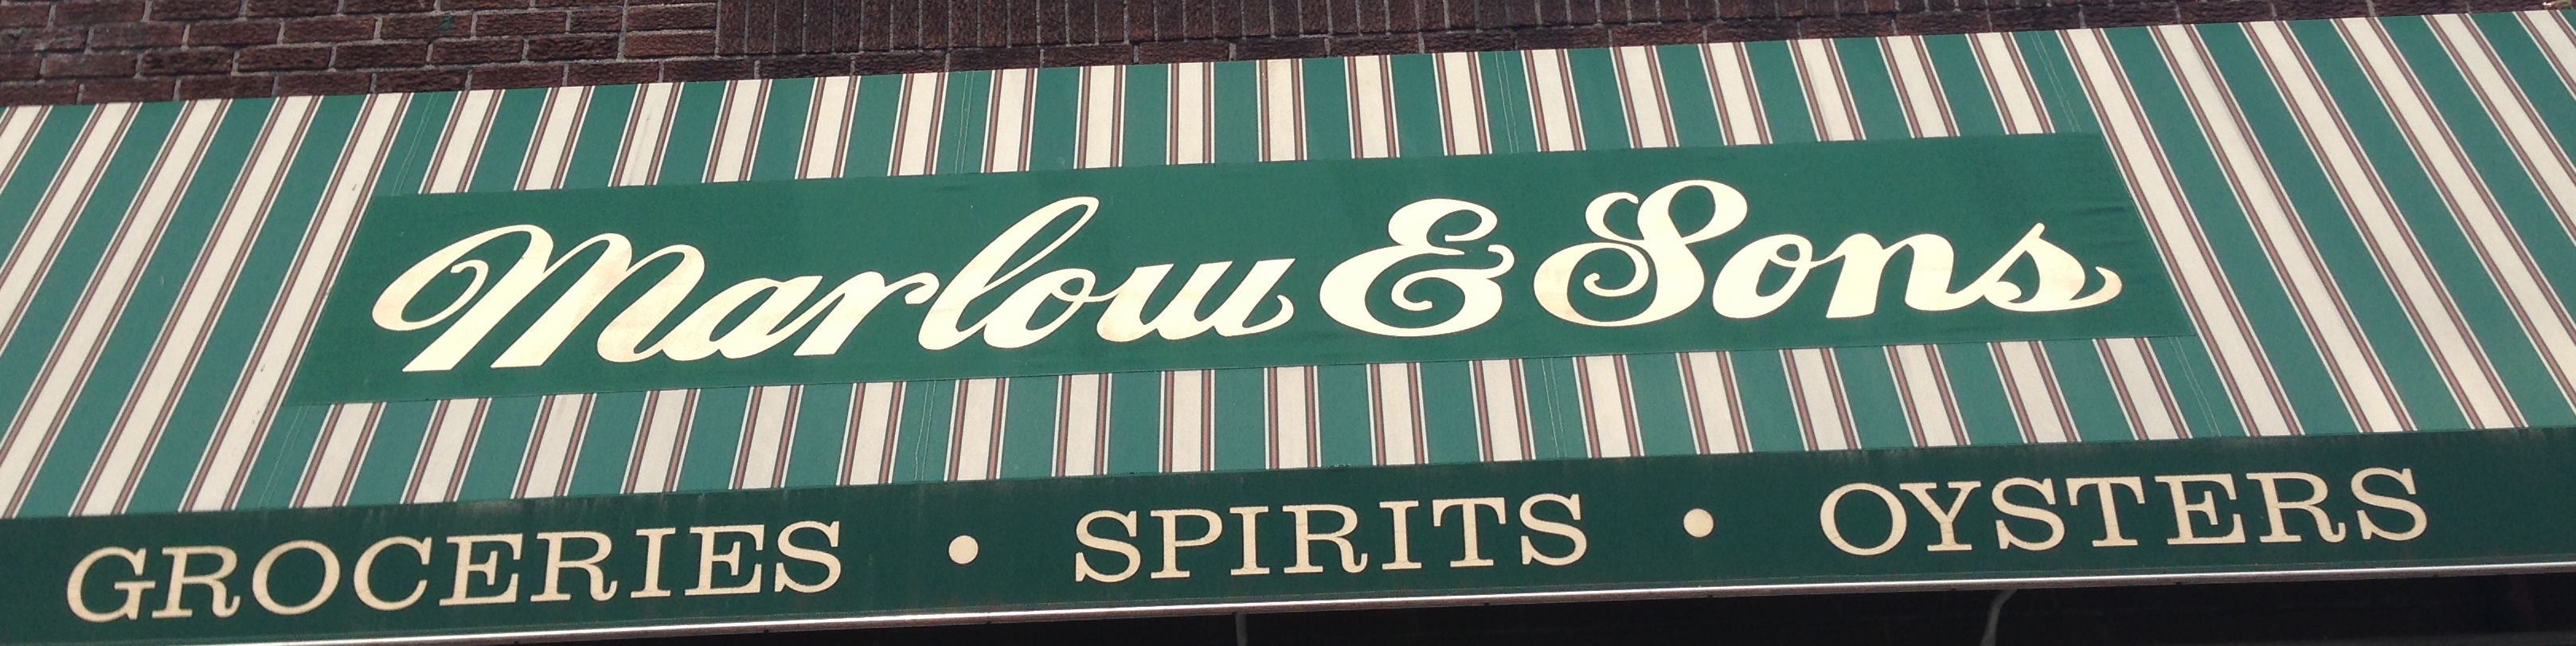 Marlow & Sons
GROCERIES • SPIRITS • OYSTERS